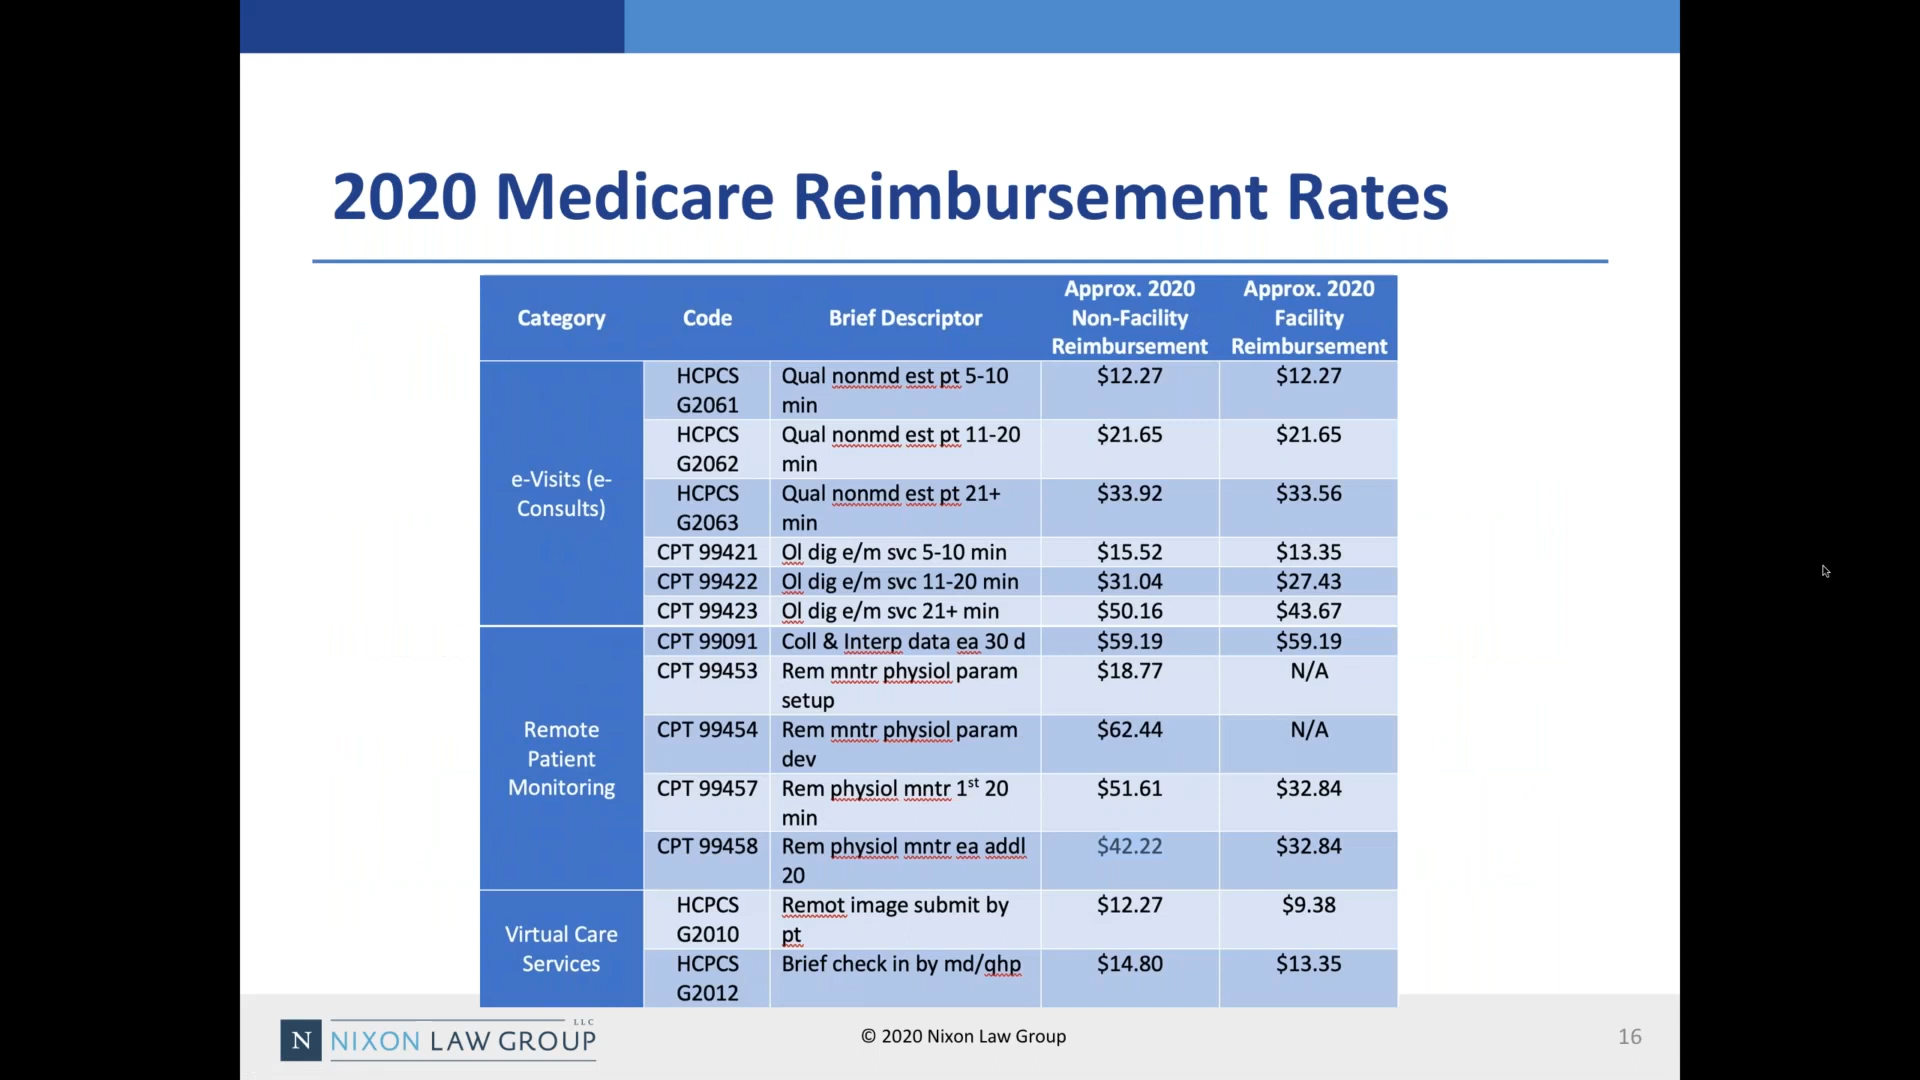 2020 Medicare Reimbursement Rates
Category
Code
Brief Descriptor
Approx. 2020
Non-Facility
Reimbursement
Approx. 2020
Facility
Reimbursement
e-Visits (e-
Consults)
HCPCS
G2061
Qual nonmd est pt 5-10
min
$12.27
$12.27
HCPCS
G2062
Qual nonmd est pt 11-20
min
$21.65
$21.65
HCPCS
G2063
Qual nonmd est pt 21+
min
$33.92
$33.56
CPT 99421
Ol dig e/m svc 5-10 min
$15.52
$13.35
CPT 99422
Ol dig e/m svc 11-20 min
$31.04
$27.43
CPT 99423
Ol dig e/m svc 21+ min
$50.16
$43.67
Remote
Patient
Monitoring
CPT 99091
Coll & Interp data ea 30 d
$59.19
$59.19
CPT 99453
Rem mntr physiol param
setup
$18.77
N/A
CPT 99454
Rem mntr physiol param
dev
$62.44
N/A
CPT 99457
Rem physiol mntr 1st 20
min
$51.61
$32.84
CPT 99458
Rem physiol mntr ea addl
20
$42.22
$32.84
Virtual Care
Services
HCPCS
G2010
Remot image submit by
pt
$12.27
$9.38
HCPCS
G2012
Brief check in by md/qhp
$14.80
$13.35
N
NIXON LAW GROUP
LLC
© 2020 Nixon Law Group
16